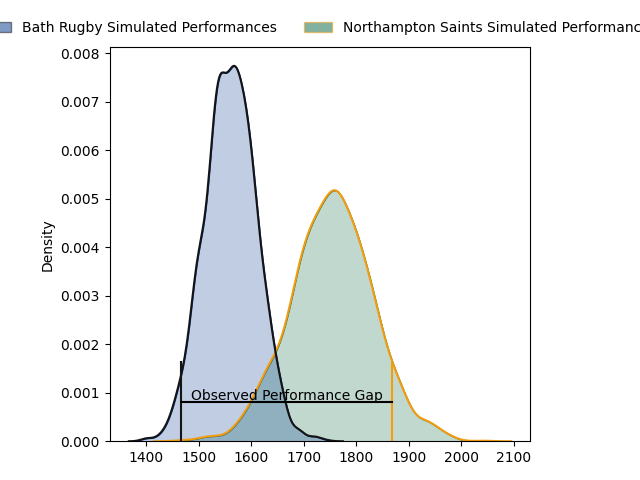 Bath Rugby Simulated Performances
Northampton Saints Simulated
0.008
0.007
0.006
0.005
0.004
0.003
0.002
0.001
0.000
Density
Observed Performance Gap
1400 1500 1600 1700 1800 1900 2000 2100